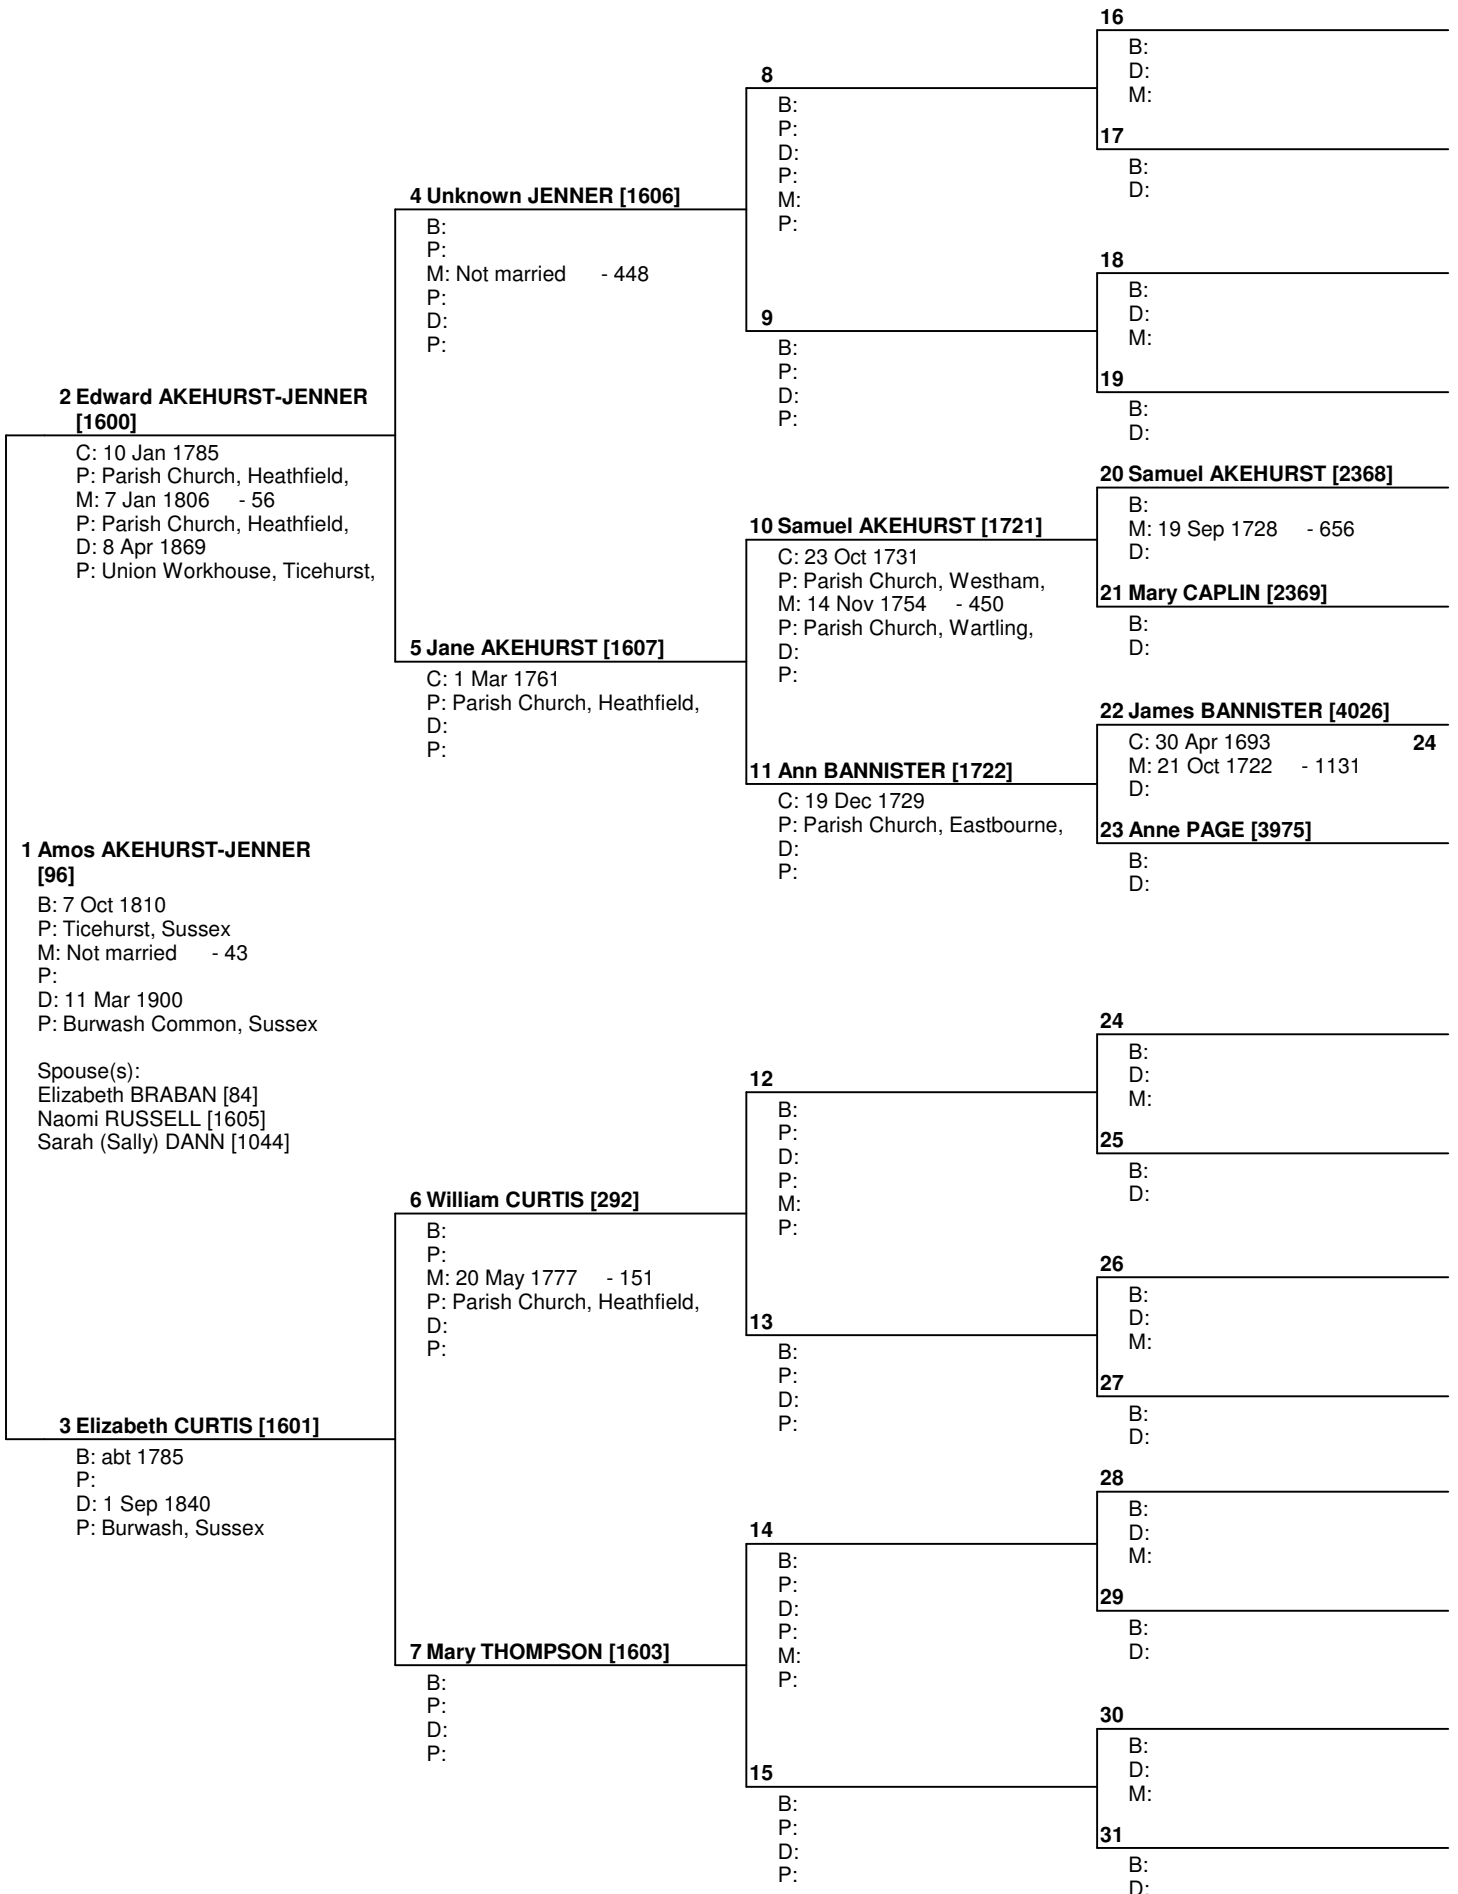 1 Amos AKEHURST-JENNER
[96]
B: 7 Oct 1810
P: Ticehurst, Sussex
M: Not married - 43
P:
D: 11 Mar 1900
P: Burwash Common, Sussex
Spouse(s):
Elizabeth BRABAN [84]
Naomi RUSSELL [1605]
Sarah (Sally) DANN [1044]
2 Edward AKEHURST-JENNER
[1600]
C: 10 Jan 1785
P: Parish Church, Heathfield,
M: 7 Jan 1806 - 56
P: Parish Church, Heathfield,
D: 8 Apr 1869
P: Union Workhouse, Ticehurst,
3 Elizabeth CURTIS [1601]
B: abt 1785
P:
D: 1 Sep 1840
P: Burwash, Sussex
4 Unknown JENNER [1606]
B:
P:
M: Not married - 448
P:
D:
P:
5 Jane AKEHURST [1607]
C: 1 Mar 1761
P: Parish Church, Heathfield,
D:
P:
6 William CURTIS [292]
B:
P:
M: 20 May 1777 - 151
P: Parish Church, Heathfield,
D:
P:
7 Mary THOMPSON [1603]
B:
P:
D:
P:
8
B:
P:
D:
P:
M:
P:
9
B:
P:
D:
P:
10 Samuel AKEHURST [1721]
C: 23 Oct 1731
P: Parish Church, Westham,
M: 14 Nov 1754 - 450
P: Parish Church, Wartling,
D:
P:
11 Ann BANNISTER [1722]
C: 19 Dec 1729
P: Parish Church, Eastbourne,
D:
P:
12
B:
P:
D:
P:
M:
P:
13
B:
P:
D:
P:
14
B:
P:
D:
P:
M:
P:
15
B:
P:
D:
P:
16
B:
D:
M:
17
B:
D:
18
B:
D:
M:
19
B:
D:
20 Samuel AKEHURST [2368]
B:
M: 19 Sep 1728 - 656
D:
21 Mary CAPLIN [2369]
B:
D:
22 James BANNISTER [4026]
C: 30 Apr 1693 24
M: 21 Oct 1722 - 1131
D:
23 Anne PAGE [3975]
B:
D:
24
B:
D:
M:
25
B:
D:
26
B:
D:
M:
27
B:
D:
28
B:
D:
M:
29
B:
D:
30
B:
D:
M:
31
B:
D: